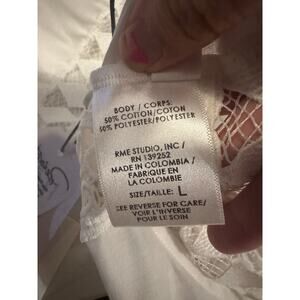 BODY / CORPS:
50% COTTON/COTON
50% POLYESTER/POLYESTER
RME STUDIO, INC /
RN 139252
MADE IN COLOMBIA /
FABRIQUÉ EN
LA COLOMBIE
SIZE/TAILLE: L
SEE REVERSE FOR CARE/
VOIR L'INVERSE
POUR LE SOIN